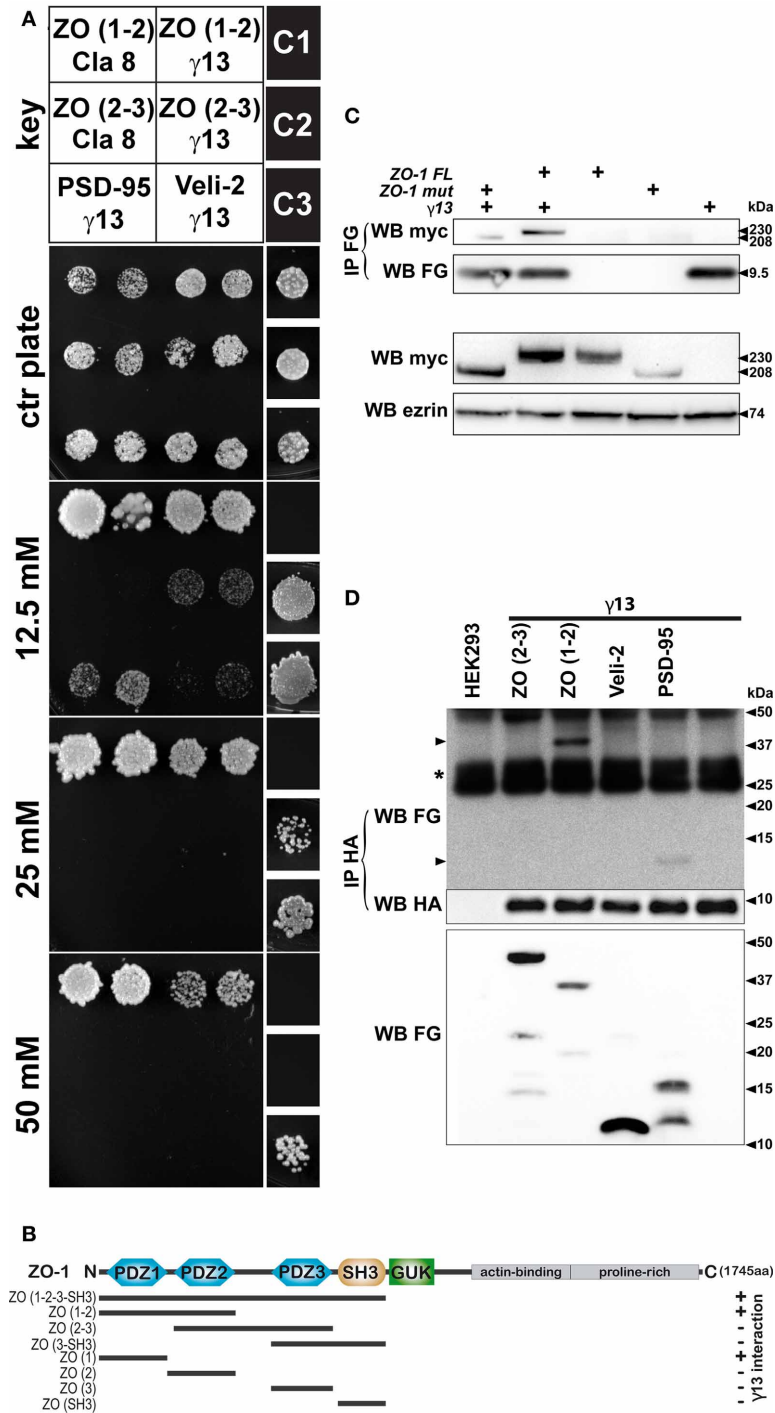 A
key
ZO (1-2) Cla 8
ZO (1-2) γ13
C1
ZO (2-3) Cla 8
ZO (2-3) γ13
C2
PSD-95 γ13
Veli-2 γ13
C3
ctr plate
12.5 mM
25 mM
50 mM
C
ZO-1 FL + +
ZO-1 mut + +
γ13 + + +
kDa
IP FG
WB myc 230 208
WB FG 9.5
WB myc 230 208
WB ezrin 74
D
γ13
HEK293 ZO (2-3) ZO (1-2) Veli-2 PSD-95
kDa
50
37
*
25
20
15
IP HA
WB FG
WB HA
10
WB FG
50
37
25
20
15
10
B
ZO-1 N PDZ1 PDZ2 PDZ3 SH3 GUK actin-binding proline-rich C (1745aa)
ZO (1-2-3-SH3) +
ZO (1-2) +
ZO (2-3) -
ZO (3-SH3) -
ZO (1) +
ZO (2) -
ZO (3) -
ZO (SH3) -
γ13 interaction